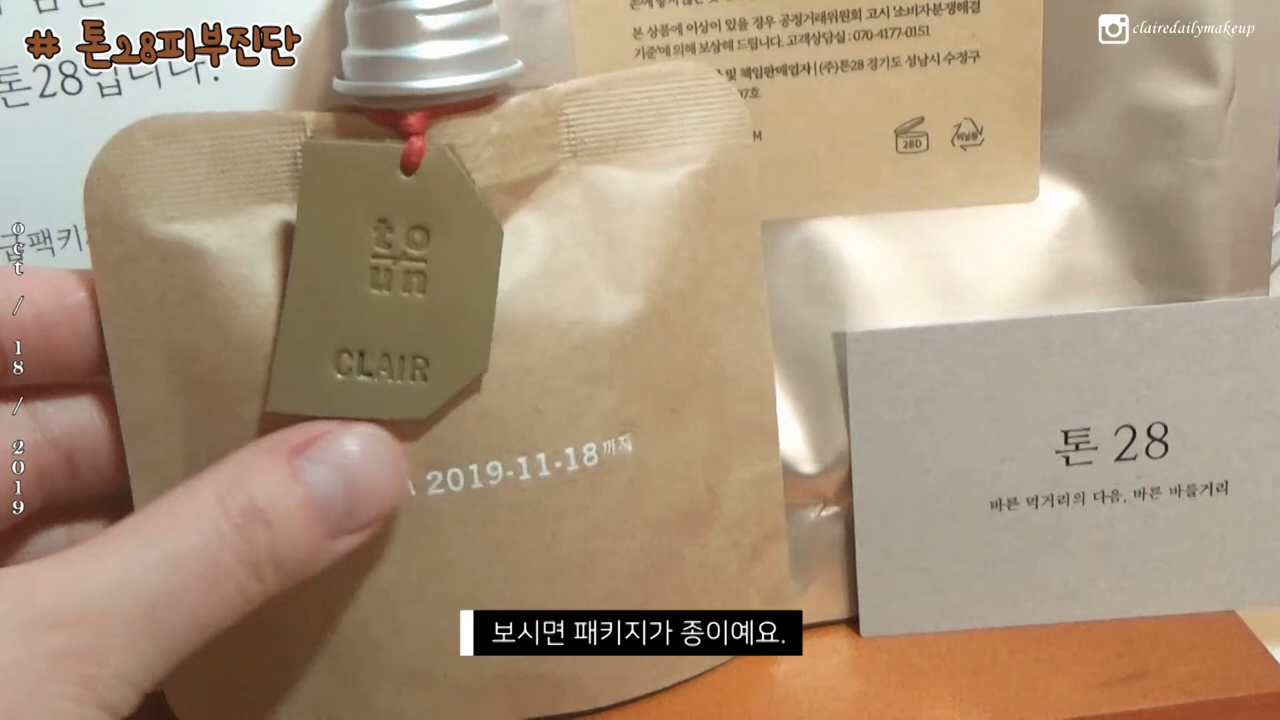 # 톤28피부진단
clairedailymakeup
톤28입니다.
본 상품에 이상이 있을 경우 공정거래위원회 고시 '소비자분쟁해결
기준'에 의해 보상해 드립니다. 고객상담실 : 070-4177-0151
및 책임판매업자 | (주)톤28 경기도 성남시 수정구
07호
M
28D
비닐류
to
un
CLAIR
2019-11-18까지
oct / 18 / 2019
톤 28
바른 먹거리의 다음, 바른 바를거리
보시면 패키지가 종이예요.